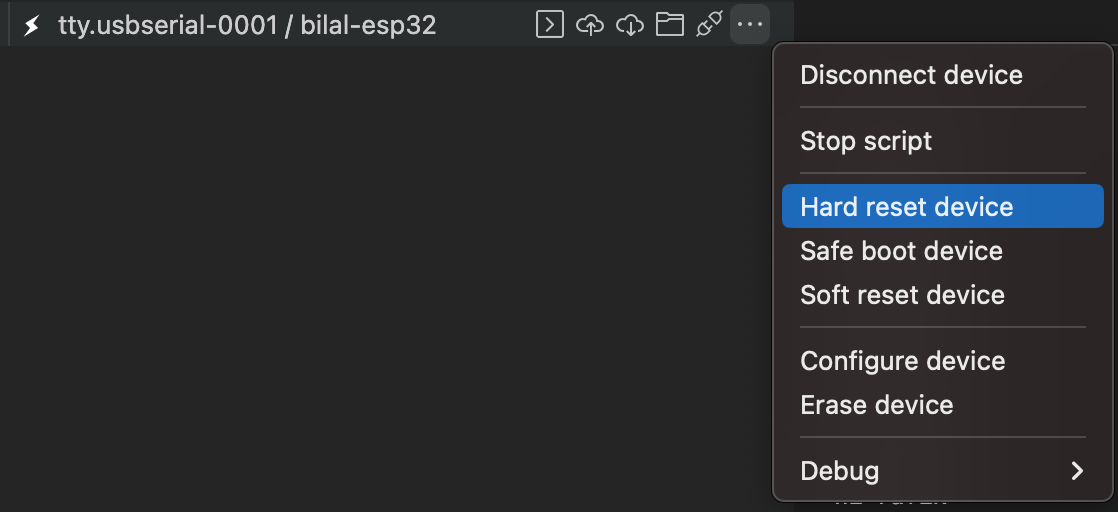 tty.usbserial-0001 / bilal-esp32
Disconnect device
Stop script
Hard reset device
Safe boot device
Soft reset device
Configure device
Erase device
Debug